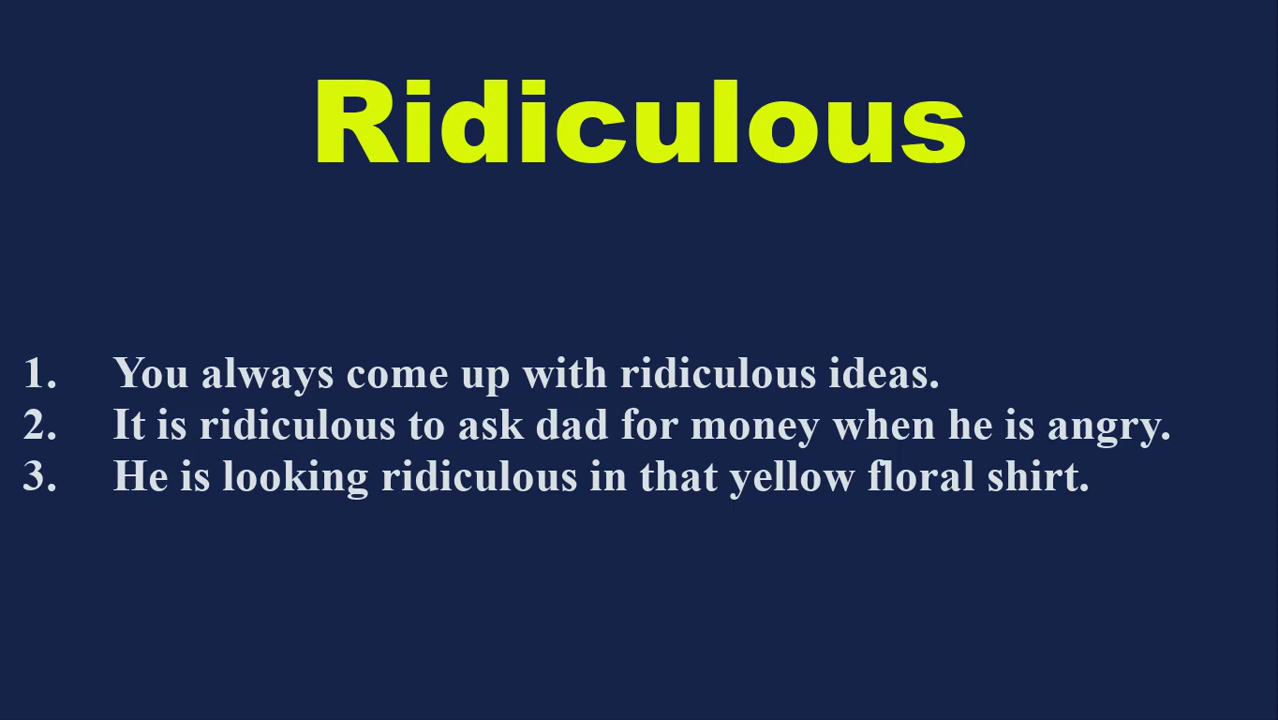 Ridiculous
1. You always come up with ridiculous ideas.
2. It is ridiculous to ask dad for money when he is angry.
3. He is looking ridiculous in that yellow floral shirt.